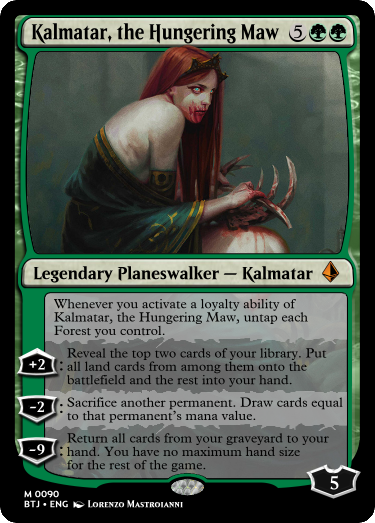 Kalmatar, the Hungering Maw 5
Legendary Planeswalker — Kalmatar
Whenever you activate a loyalty ability of
Kalmatar, the Hungering Maw, untap each
Forest you control.
+2: Reveal the top two cards of your library. Put
all land cards from among them onto the
battlefield and the rest into your hand.
-2: Sacrifice another permanent. Draw cards equal
to that permanent's mana value.
-9: Return all cards from your graveyard to your
hand. You have no maximum hand size
for the rest of the game.
5
M 0090
BTJ • ENG Lorenzo Mastroianni